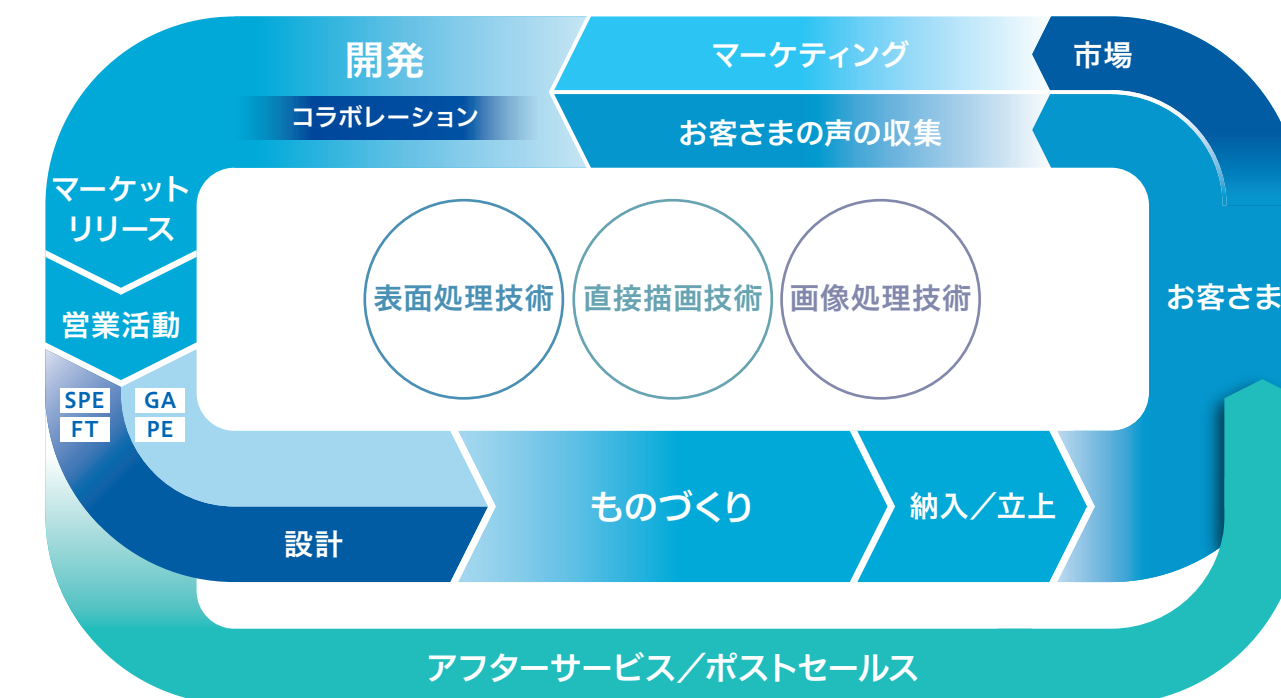 開発
コラボレーション
マーケティング
お客さまの声の収集
市場
マーケット
リリース
営業活動
SPE
GA
FT
PE
表面処理技術
直接描画技術
画像処理技術
お客さま
設計
ものづくり
納入／立上
アフターサービス／ポストセールス